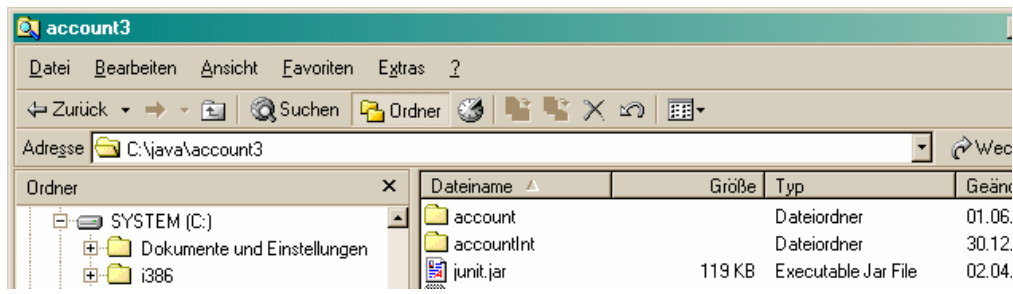 account3
Datei Bearbeiten Ansicht Favoriten Extras ?
Zurück Suchen Ordner
Adresse C:\java\account3 Wec
Ordner Dateiname Größe Typ Geänd
SYSTEM (C:) account Dateiordner 01.06.
Dokumente und Einstellungen accountInt Dateiordner 30.12.
i386 junit.jar 119 KB Executable Jar File 02.04.